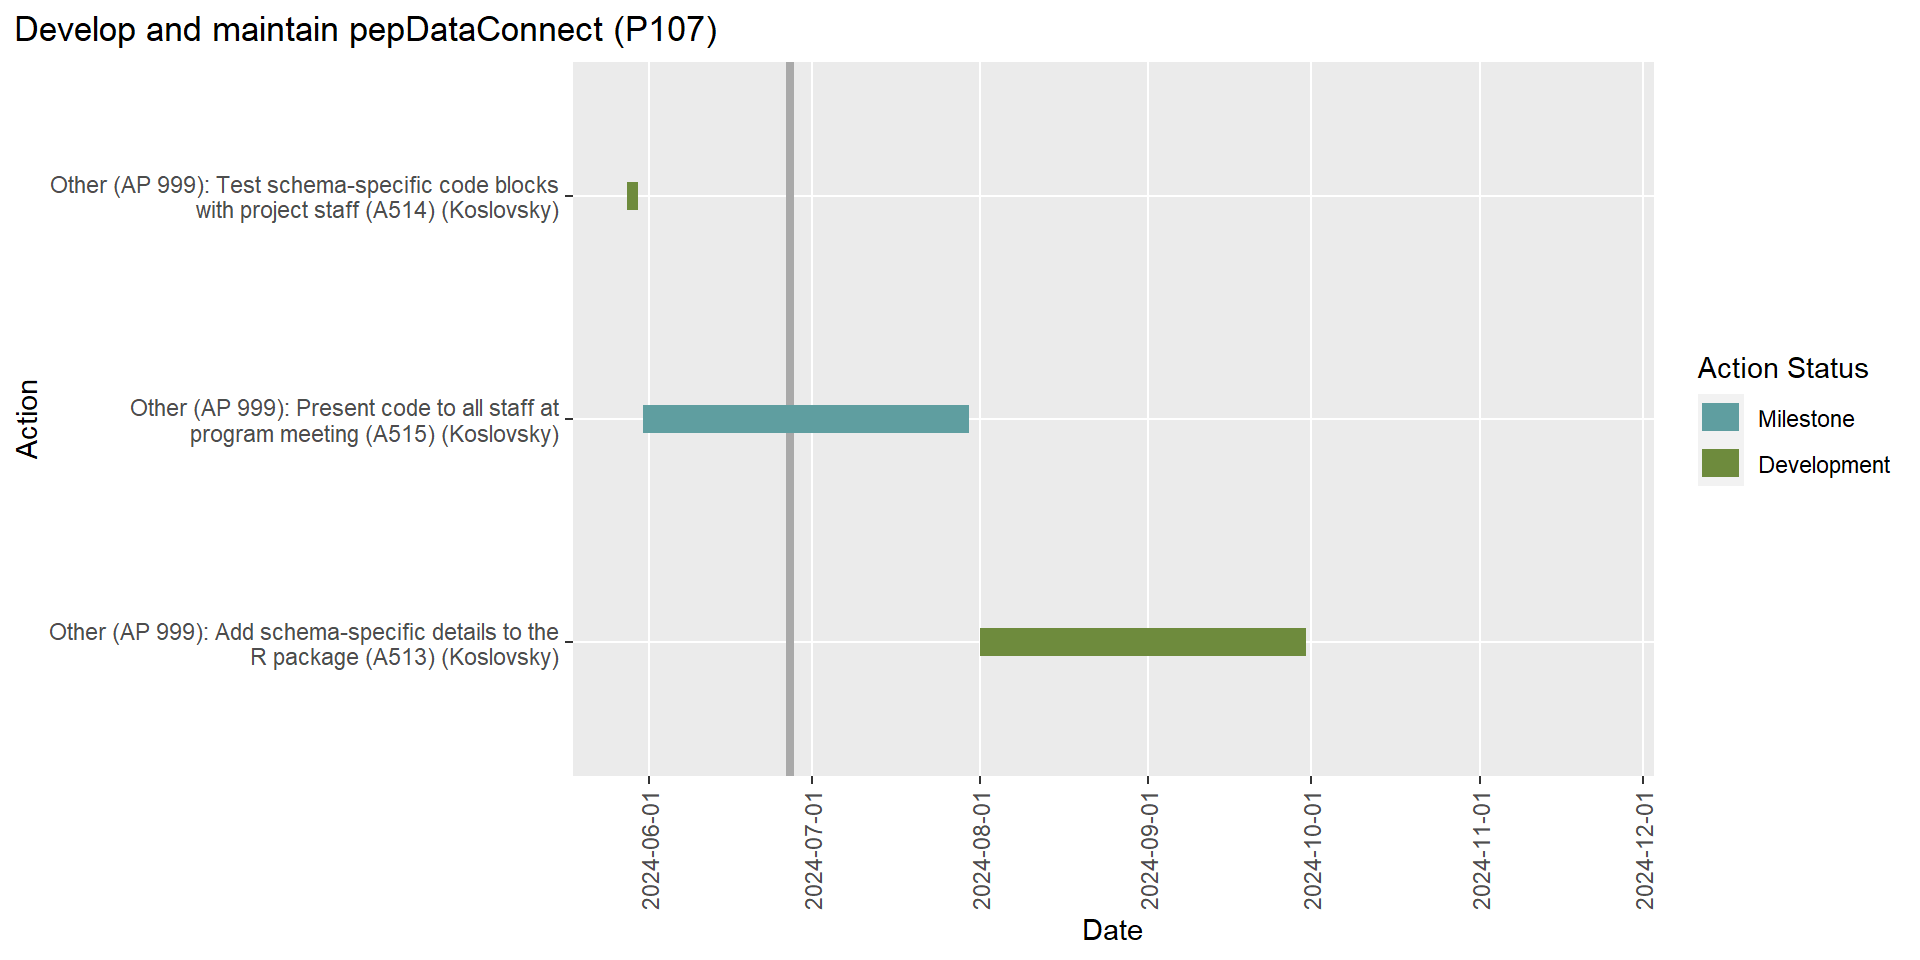 Develop and maintain pepDataConnect (P107)
Other (AP 999): Test schema-specific code blocks
with project staff (A514) (Koslovsky)
Other (AP 999): Present code to all staff at
program meeting (A515) (Koslovsky)
Other (AP 999): Add schema-specific details to the
R package (A513) (Koslovsky)
Action
2024-06-01
2024-07-01
2024-08-01
2024-09-01
2024-10-01
2024-11-01
2024-12-01
Date
Action Status
Milestone
Development